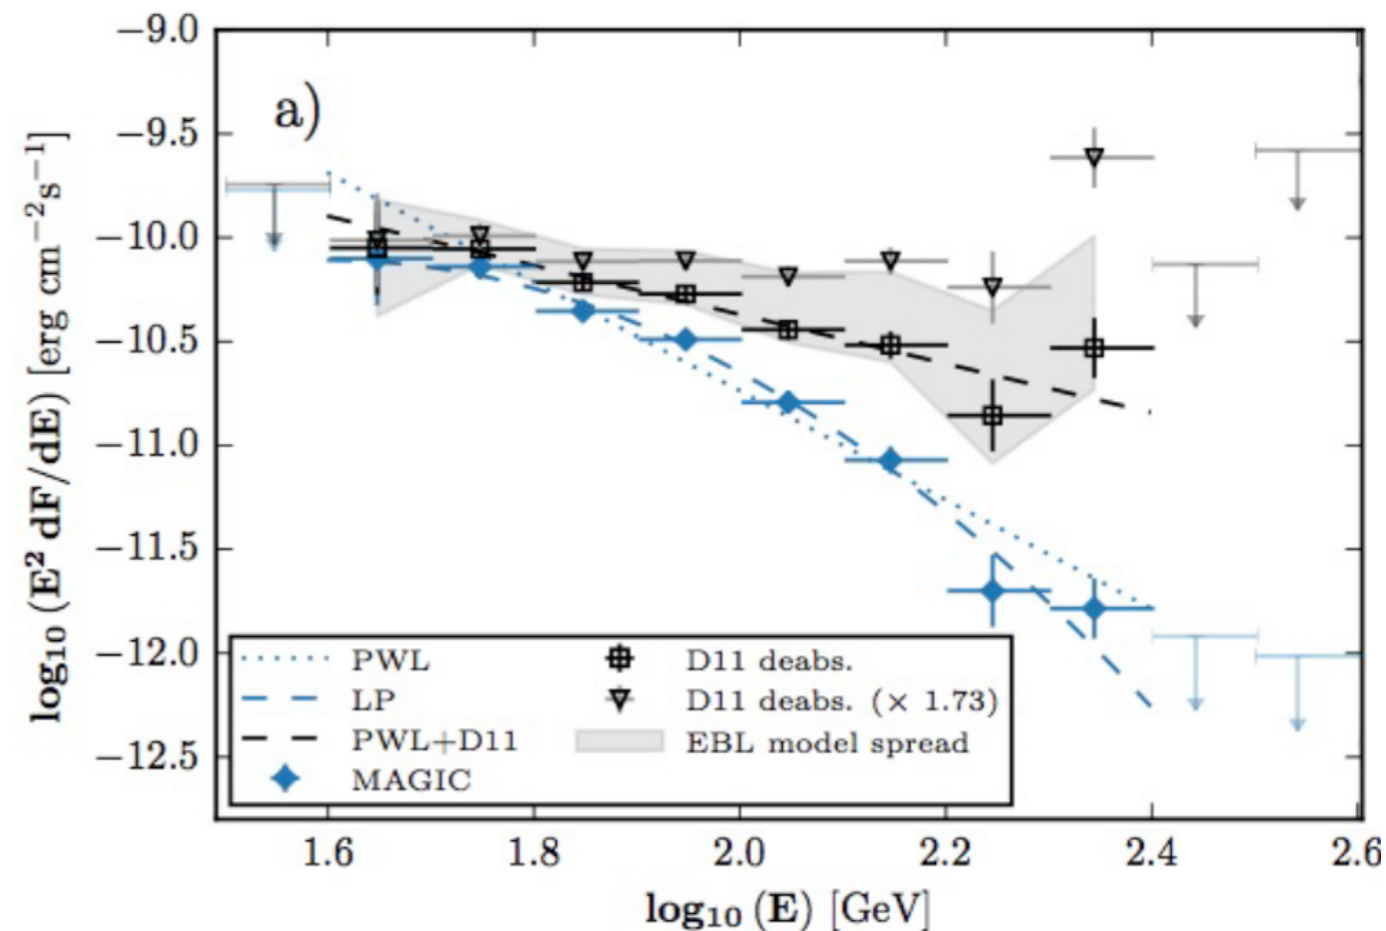 a)
log₁₀ (E² dF/dE) [erg cm⁻²s⁻¹]
−9.0
−9.5
−10.0
−10.5
−11.0
−11.5
−12.0
−12.5
PWL
LP
PWL+D11
MAGIC
D11 deabs.
D11 deabs. (× 1.73)
EBL model spread
1.6 1.8 2.0 2.2 2.4 2.6
log₁₀ (E) [GeV]